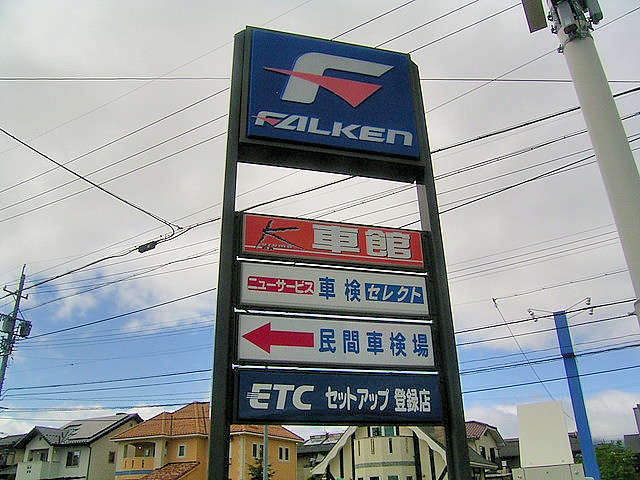 FALKEN
車館
ニューサービス 車検 セレクト
民間車検場
ETC セットアップ 登録店